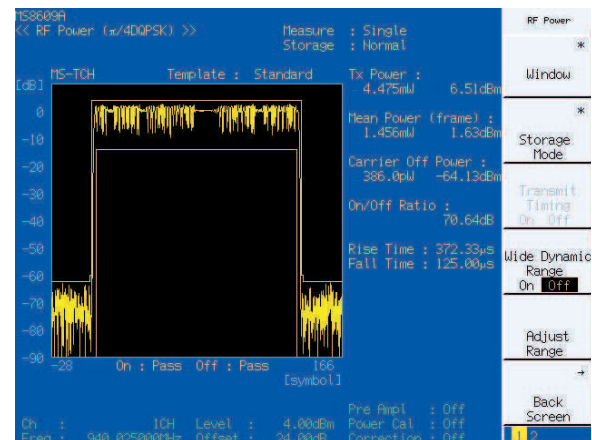 MS8609A
<< RF Power (π/4DQPSK) >>
Measure : Single
Storage : Normal
MS-TCH Template : Standard
[dB]
0
-10
-20
-30
-40
-50
-60
-70
-80
-90
-28 On : Pass Off : Pass 166
[symbol]
Tx Power :
4.475mW 6.51dBm
Mean Power (frame) :
1.456mW 1.63dBm
Carrier Off Power :
386.0pW -64.13dBm
On/Off Ratio :
70.64dB
Rise Time : 372.33µs
Fall Time : 125.00µs
Pre Ampl : Off
Ch : 1CH Level : 4.00dBm Power Cal : Off
Freq : 940.025000MHz Offset : 24.00dB Correction : Off
RF Power
*
Window
*
Storage
Mode
Transmit
Timing
On Off
Wide Dynamic
Range
On Off
Adjust
Range
→
Back
Screen
1 2